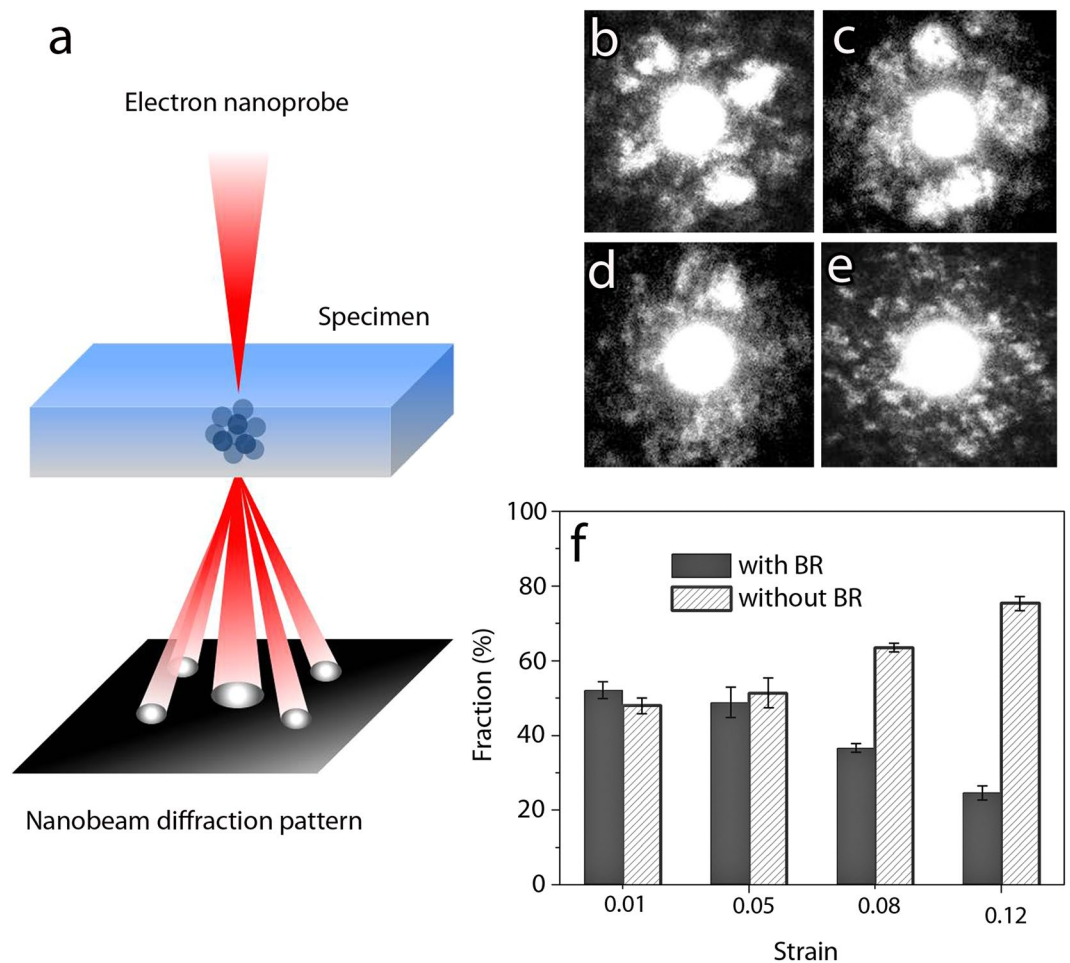 a
Electron nanoprobe
Specimen
Nanobeam diffraction pattern
b
c
d
e
f
with BR
without BR
100
80
60
40
20
0
Fraction (%)
0.01
0.05
0.08
0.12
Strain